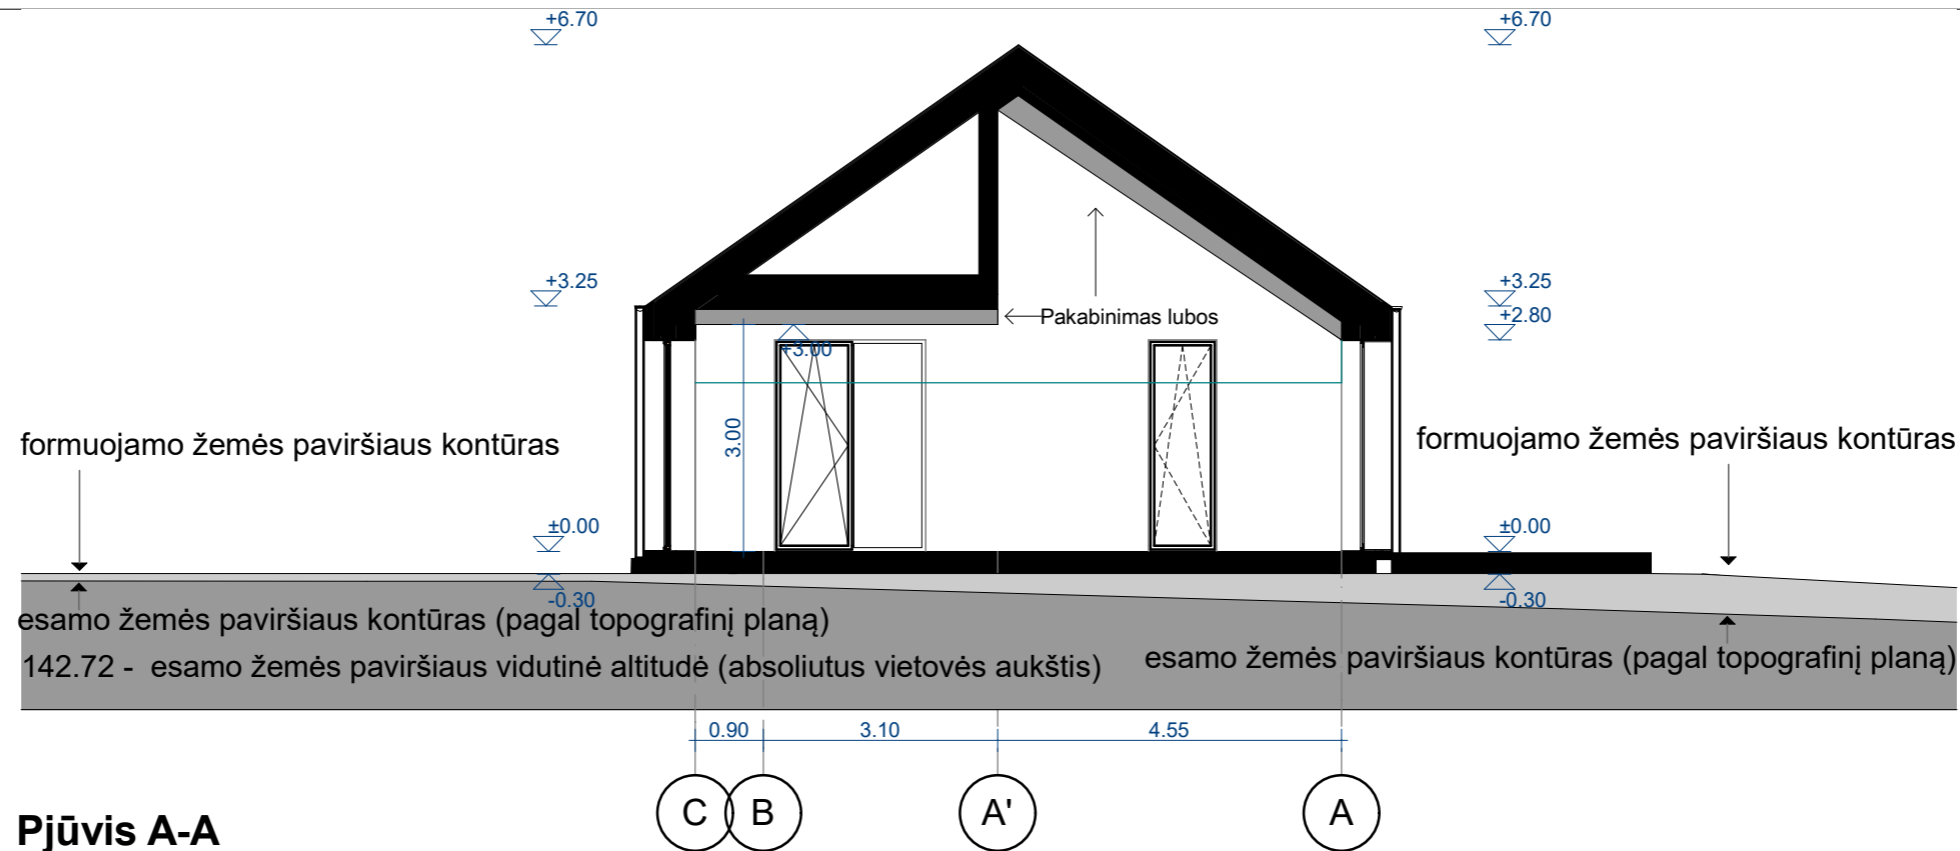 +6.70
+6.70
+3.25
+3.25
+2.80
Pakabinimas lubos
+3.00
3.00
formuojamo žemės paviršiaus kontūras
formuojamo žemės paviršiaus kontūras
±0.00
±0.00
-0.30
-0.30
esamo žemės paviršiaus kontūras (pagal topografinį planą)
142.72 - esamo žemės paviršiaus vidutinė altitudė (absoliutus vietovės aukštis)
esamo žemės paviršiaus kontūras (pagal topografinį planą)
0.90
3.10
4.55
C
B
A'
A
Pjūvis A-A